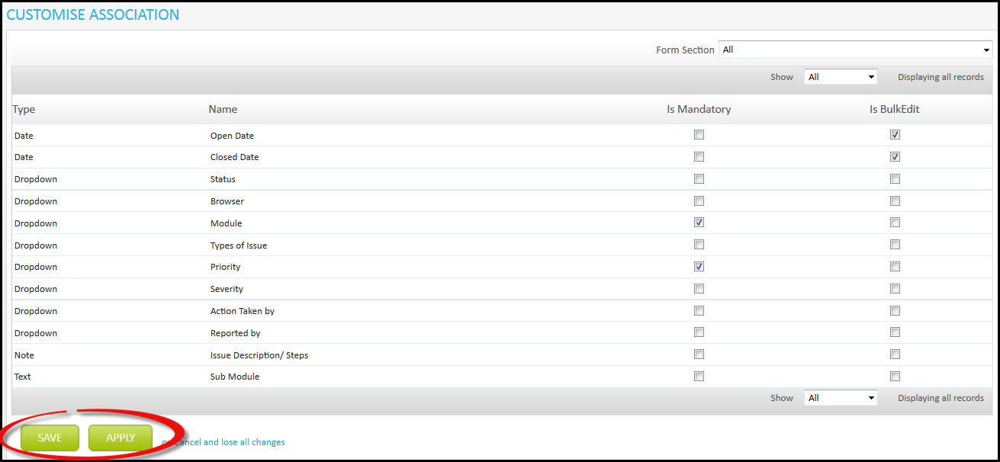 CUSTOMISE ASSOCIATION
Form Section All
Show All Displaying all records
Type Name Is Mandatory Is BulkEdit
Date Open Date
Date Closed Date
Dropdown Status
Dropdown Browser
Dropdown Module
Dropdown Types of Issue
Dropdown Priority
Dropdown Severity
Dropdown Action Taken by
Dropdown Reported by
Note Issue Description/ Steps
Text Sub Module
Show All Displaying all records
SAVE APPLY or cancel and lose all changes